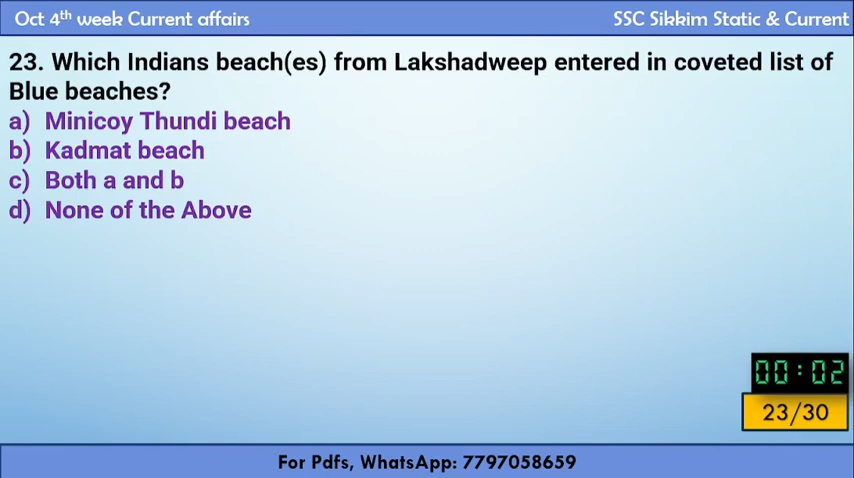 Oct 4th week Current affairs
SSC Sikkim Static & Current
23. Which Indians beach(es) from Lakshadweep entered in coveted list of
Blue beaches?
a) Minicoy Thundi beach
b) Kadmat beach
c) Both a and b
d) None of the Above
00:02
23/30
For Pdfs, WhatsApp: 7797058659